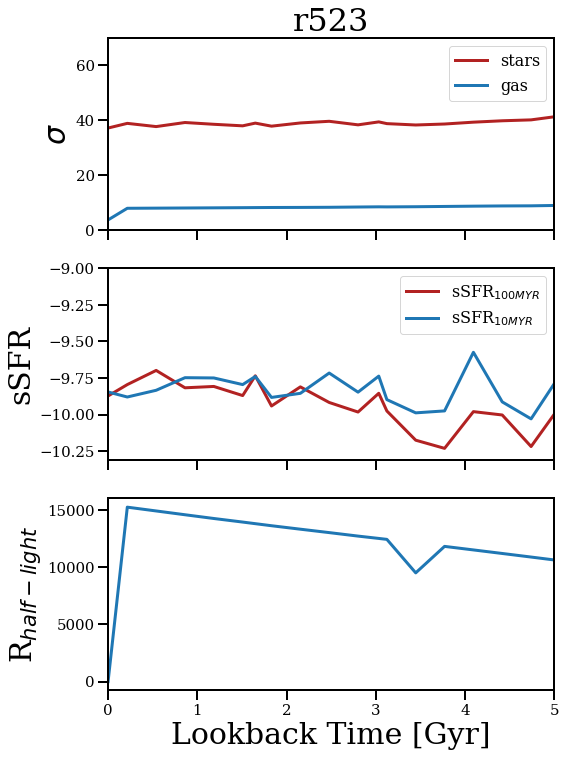 r523
60
40
20
0
σ
stars
gas
−9.00
−9.25
−9.50
−9.75
−10.00
−10.25
sSFR
sSFR100MYR
sSFR10MYR
15000
10000
5000
0
Rhalf−light
0 1 2 3 4 5
Lookback Time [Gyr]